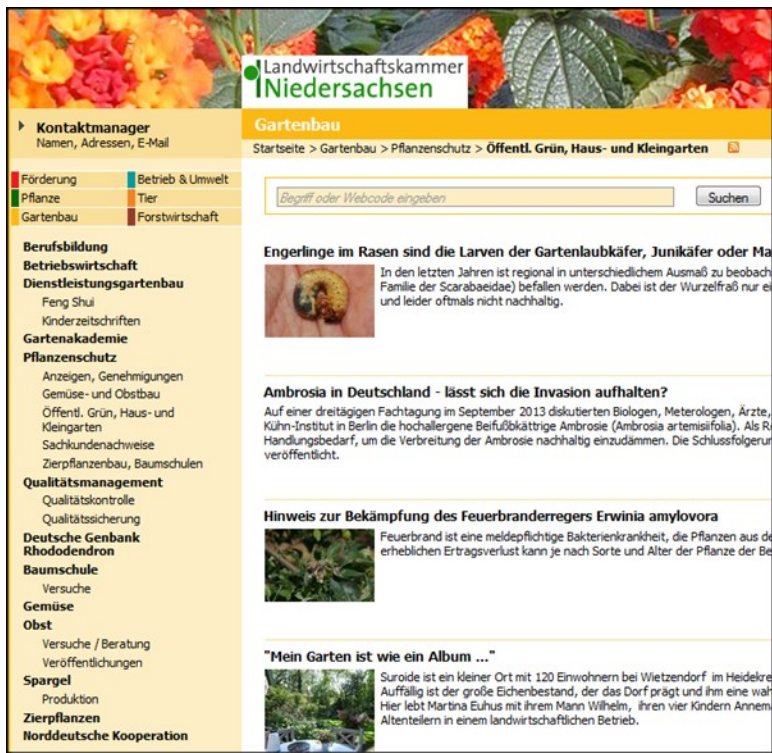 Landwirtschaftskammer
Niedersachsen
Kontaktmanager
Namen, Adressen, E-Mail
Förderung
Betrieb & Umwelt
Pflanze
Tier
Gartenbau
Forstwirtschaft
Berufsbildung
Betriebswirtschaft
Dienstleistungsgartenbau
Feng Shui
Kinderzeitschriften
Gartenakademie
Pflanzenschutz
Anzeigen, Genehmigungen
Gemüse- und Obstbau
Öffentl. Grün, Haus- und
Kleingarten
Sachkundenachweise
Zierpflanzenbau, Baumschulen
Qualitätsmanagement
Qualitätskontrolle
Qualitätssicherung
Deutsche Genbank
Rhododendron
Baumschule
Versuche
Gemüse
Obst
Versuche / Beratung
Veröffentlichungen
Spargel
Produktion
Zierpflanzen
Norddeutsche Kooperation
Gartenbau
Startseite > Gartenbau > Pflanzenschutz > Öffentl. Grün, Haus- und Kleingarten
Begriff oder Webcode eingeben
Suchen
Engerlinge im Rasen sind die Larven der Gartenlaubkäfer, Junikäfer oder Ma
In den letzten Jahren ist regional in unterschiedlichem Ausmaß zu beobach
Familie der Scarabaeidae) befallen werden. Dabei ist der Wurzelfraß nur ei
und leider oftmals nicht nachhaltig.
Ambrosia in Deutschland - lässt sich die Invasion aufhalten?
Auf einer dreitägigen Fachtagung im September 2013 diskutierten Biologen, Meterologen, Ärzte,
Kühn-Institut in Berlin die hochallergene Beifußbkättrige Ambrosie (Ambrosia artemisiifolia). Als R
Handlungsbedarf, um die Verbreitung der Ambrosie nachhaltig einzudämmen. Die Schlussfolgerun
veröffentlicht.
Hinweis zur Bekämpfung des Feuerbranderregers Erwinia amylovora
Feuerbrand ist eine meldepflichtige Bakterienkrankheit, die Pflanzen aus de
erheblichen Ertragsverlust kann je nach Sorte und Alter der Pflanze der Be
"Mein Garten ist wie ein Album ..."
Suroide ist ein kleiner Ort mit 120 Einwohnern bei Wietzendorf im Heidekre
Auffällig ist der große Eichenbestand, der das Dorf prägt und ihm eine wah
Hier lebt Martina Euhus mit ihrem Mann Wilhelm, ihren vier Kindern Annema
Altenteilern in einem landwirtschaftlichen Betrieb.